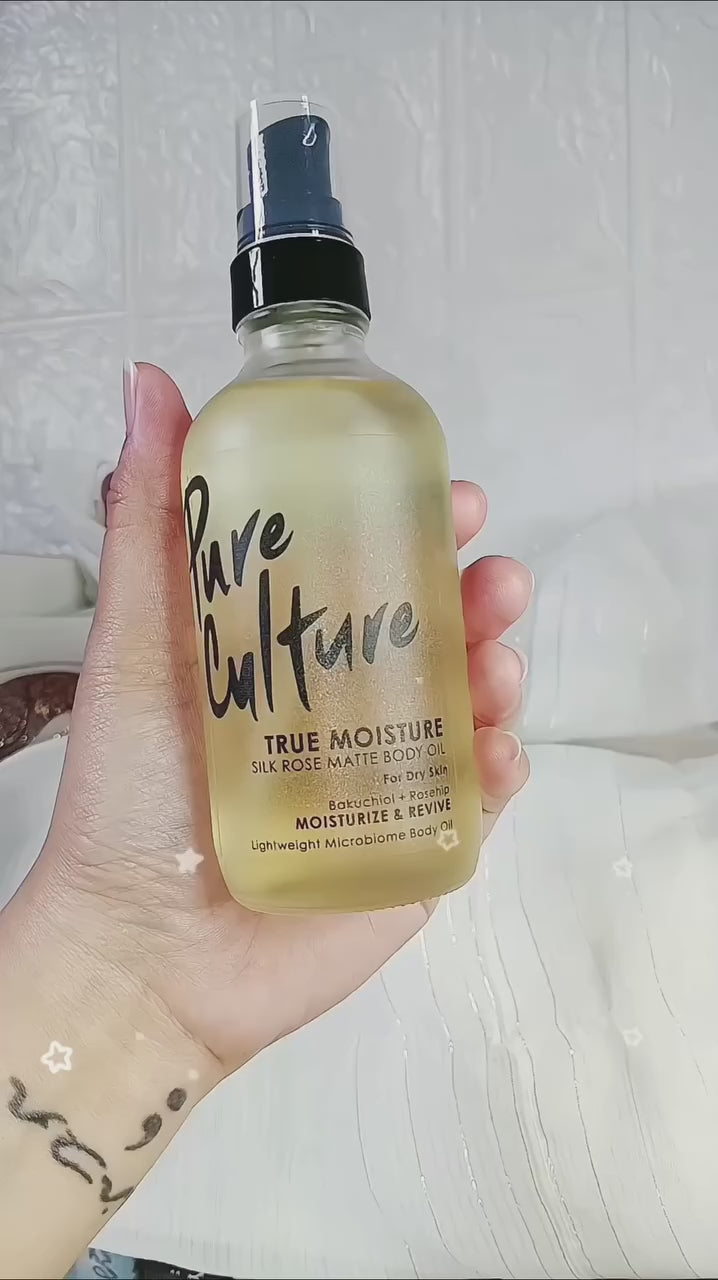 Pure
Culture
TRUE MOISTURE
SILK ROSE MATTE BODY OIL
For Dry Skin
Bakuchiol + Rosehip
MOISTURIZE & REVIVE
Lightweight Microbiome Body Oil